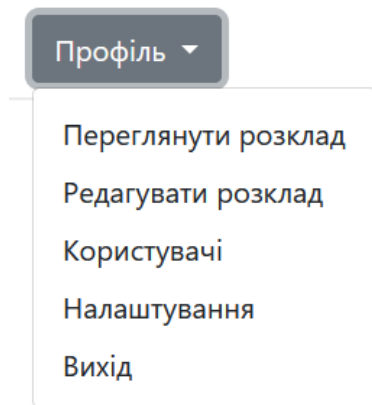 Профіль
Переглянути розклад
Редагувати розклад
Користувачі
Налаштування
Вихід